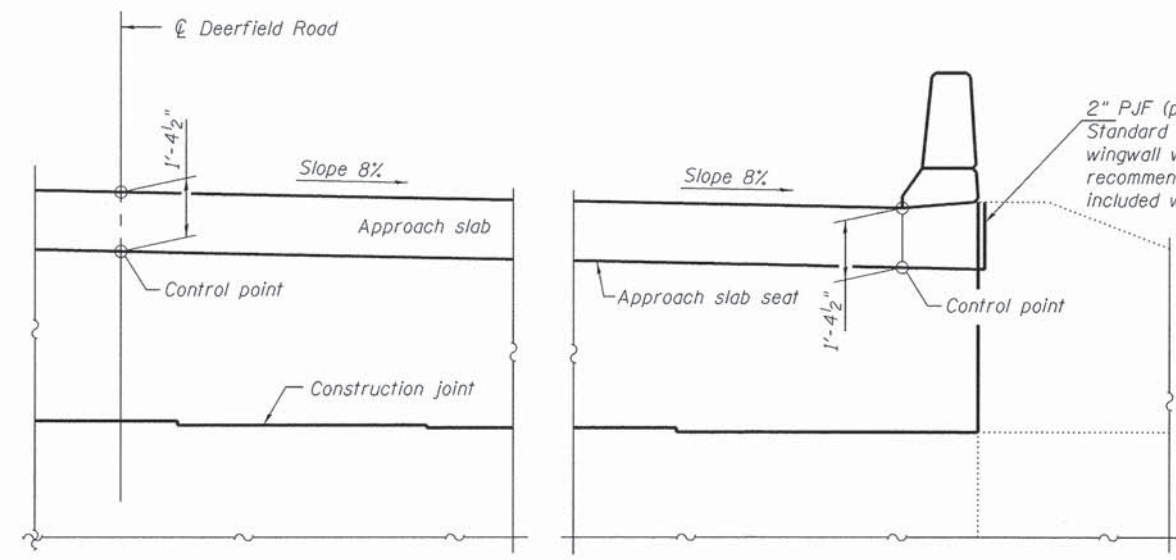 ℄ Deerfield Road
1'-4½"
Slope 8%
Slope 8%
2" PJF (p
Standard
wingwall w
recommen
included w
Approach slab
Control point
Approach slab seat
1'-4½"
Control point
Construction joint